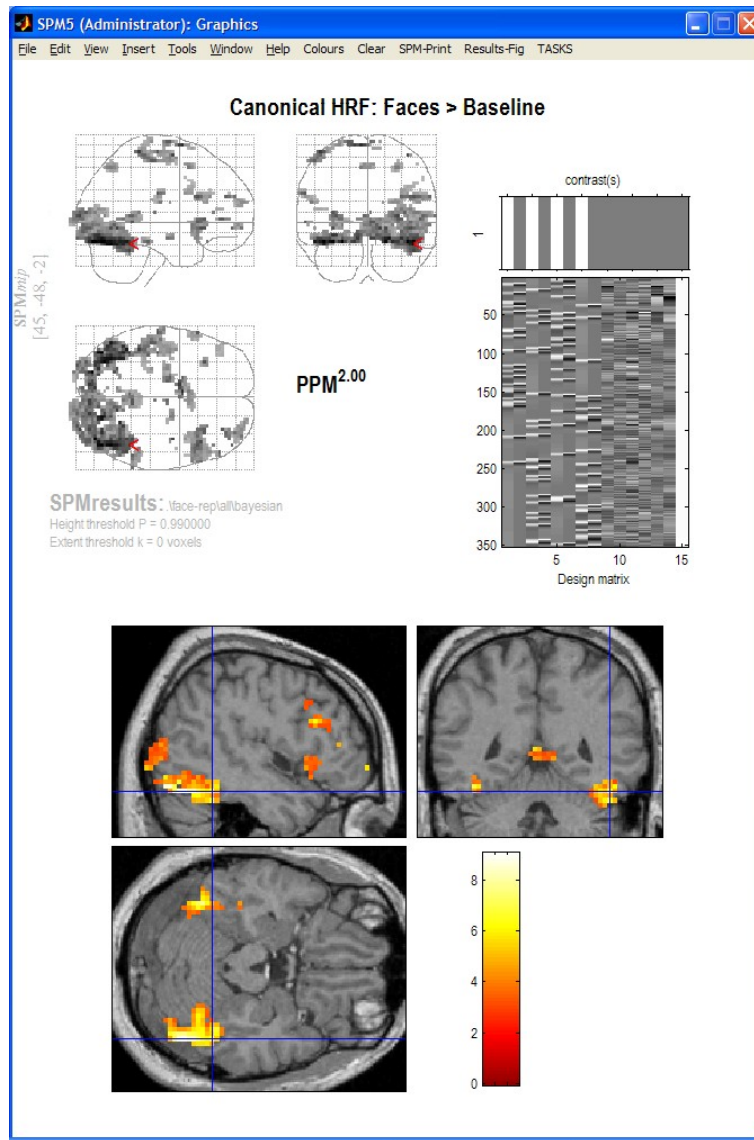 SPM5 (Administrator): Graphics
File Edit View Insert Tools Window Help Colours Clear SPM-Print Results-Fig TASKS
Canonical HRF: Faces > Baseline
SPMmip
[45, -48, -2]
PPM2.00
SPMresults: .\face-rep\all\bayesian
Height threshold P = 0.990000
Extent threshold k = 0 voxels
contrast(s)
1
50
100
150
200
250
300
350
5 10 15
Design matrix
8
6
4
2
0